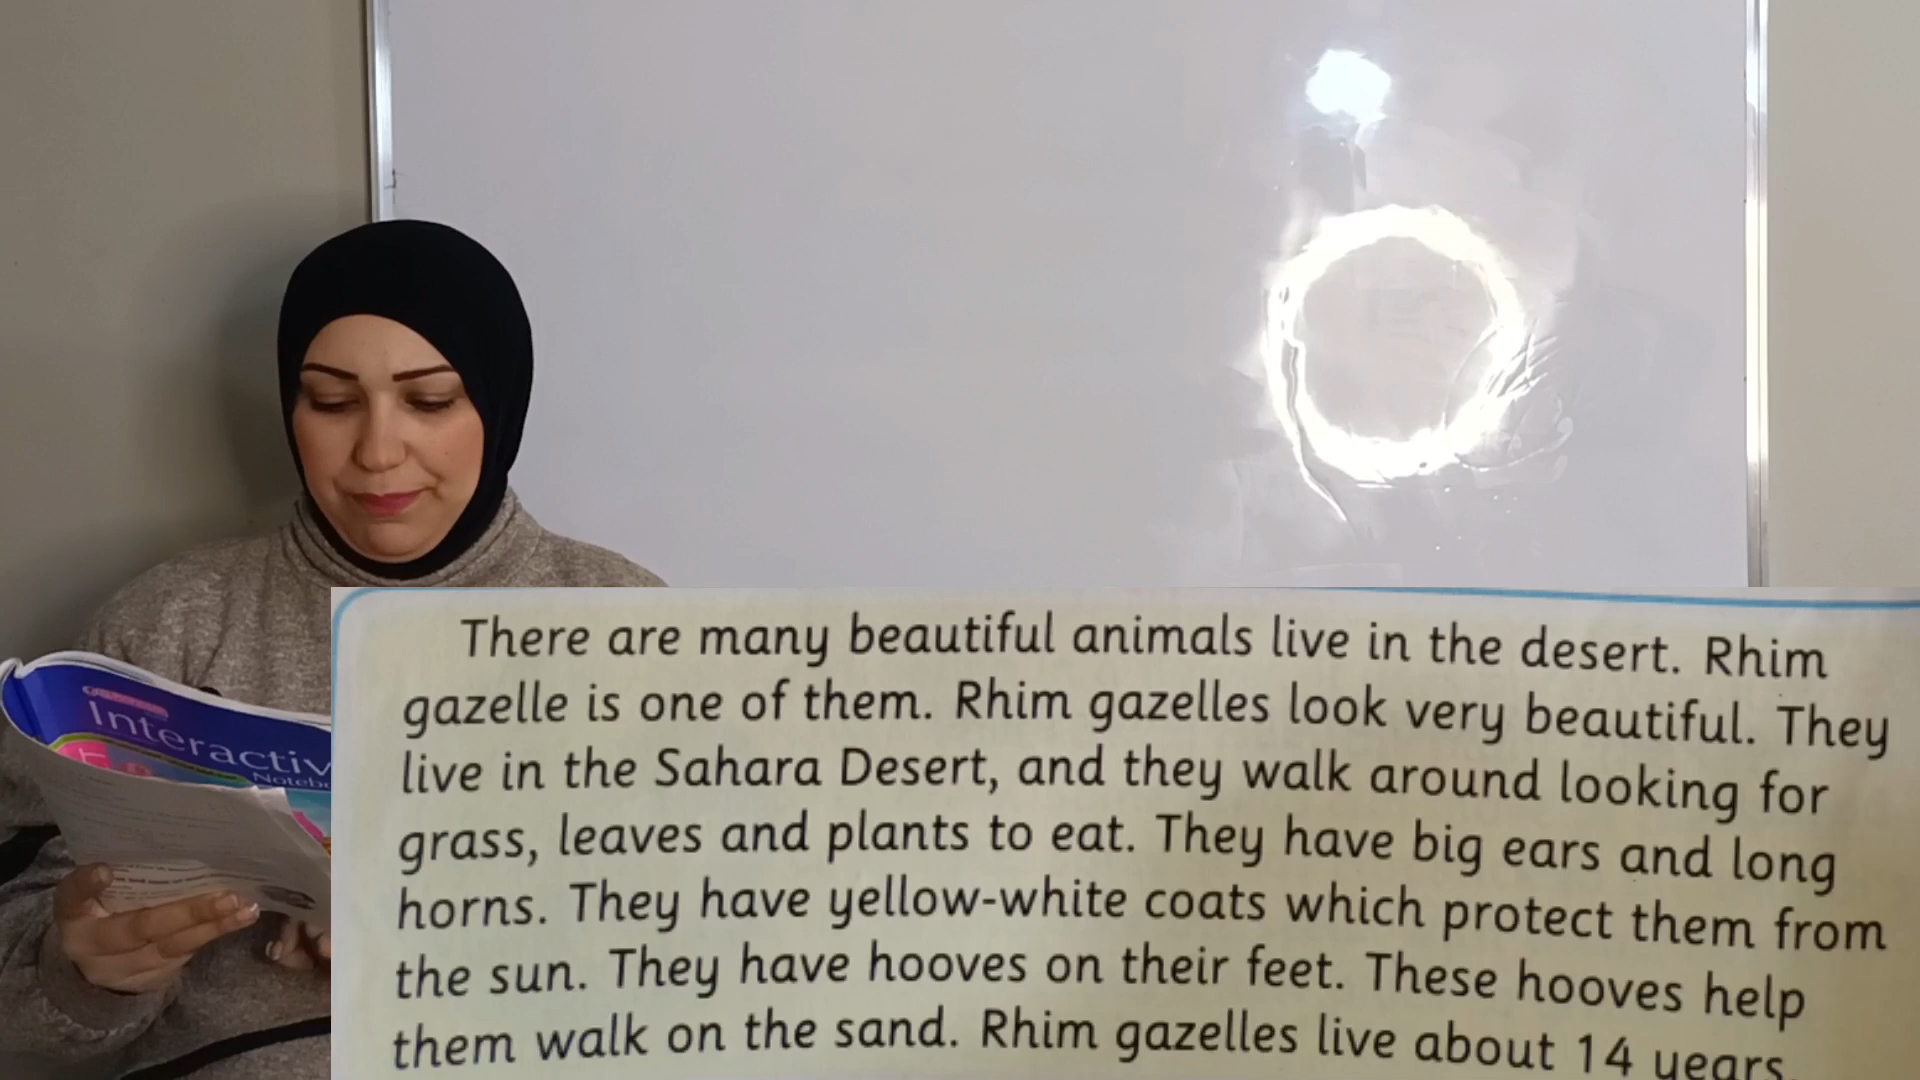 Interactiv
Notebo
There are many beautiful animals live in the desert. Rhim
gazelle is one of them. Rhim gazelles look very beautiful. They
live in the Sahara Desert, and they walk around looking for
grass, leaves and plants to eat. They have big ears and long
horns. They have yellow-white coats which protect them from
the sun. They have hooves on their feet. These hooves help
them walk on the sand. Rhim gazelles live about 14 years.